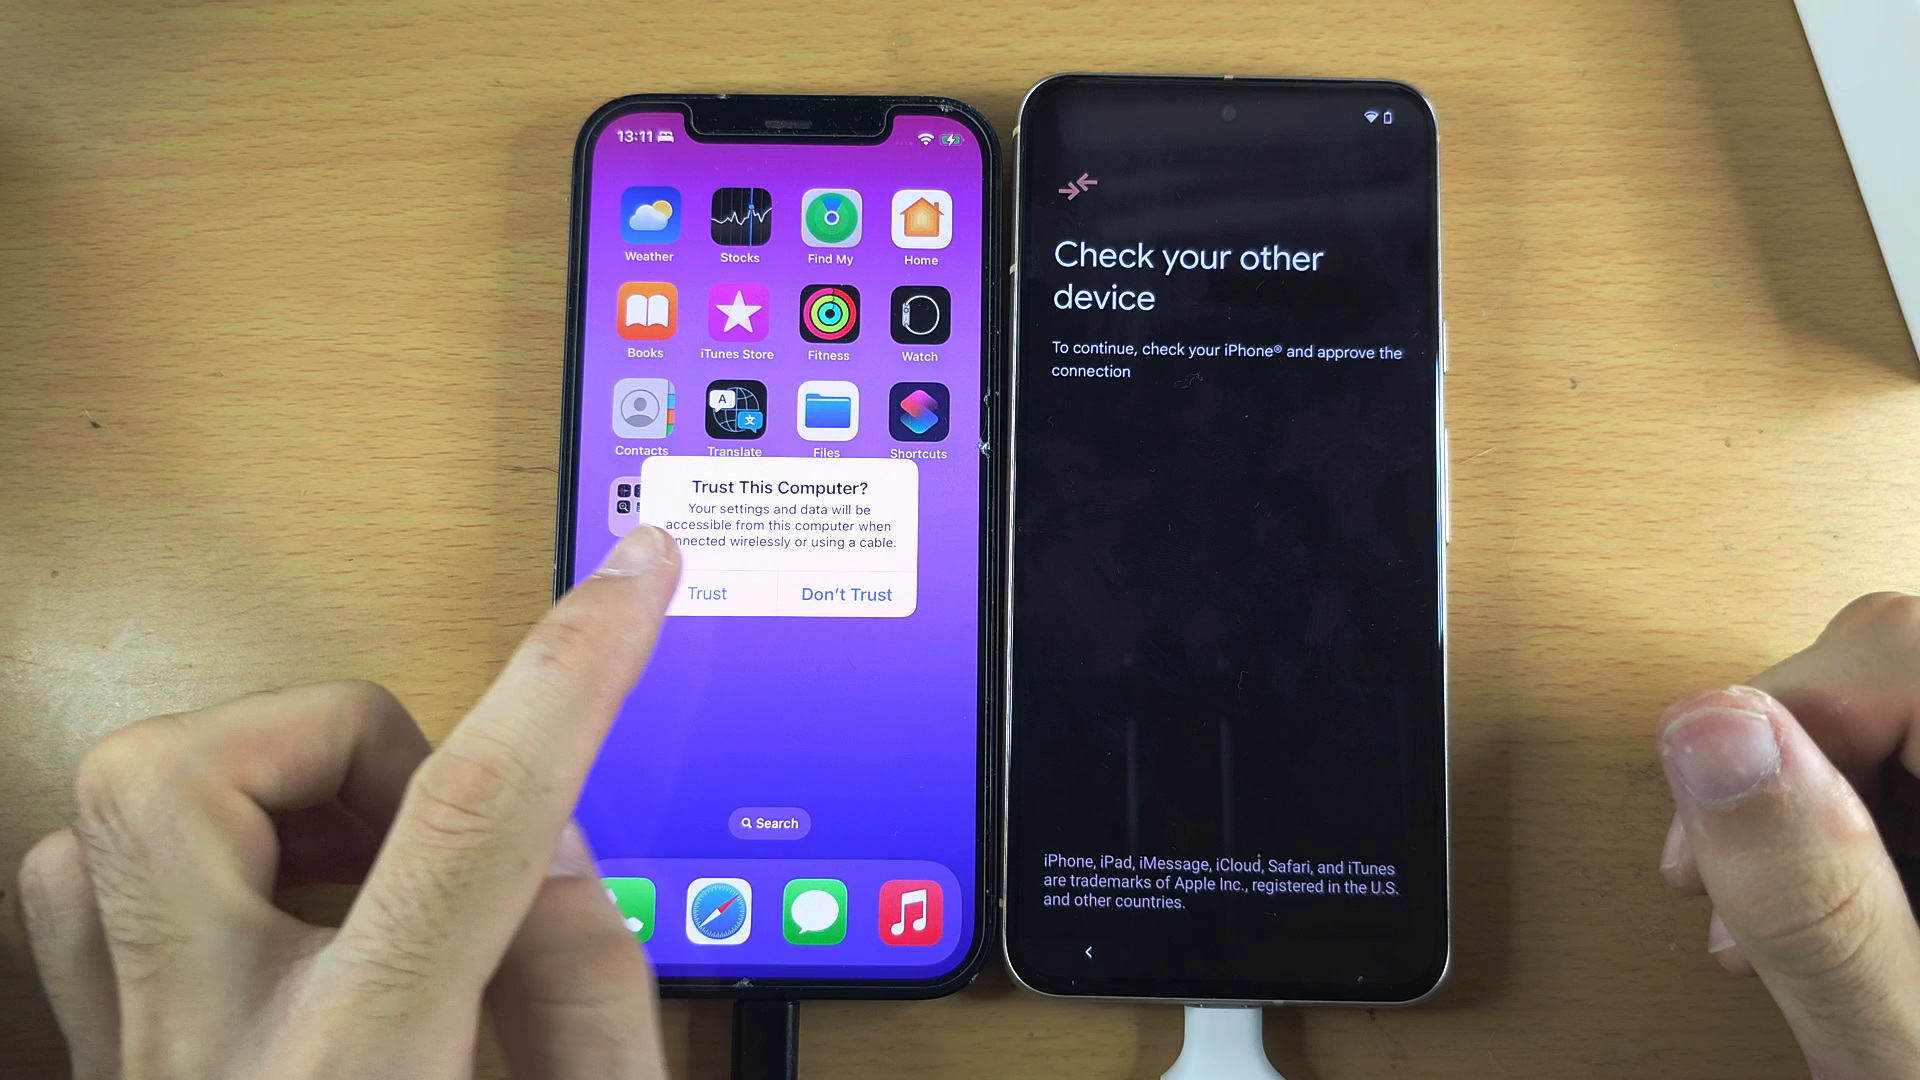 13:11
Weather
Stocks
Find My
Home
Books
iTunes Store
Fitness
Watch
Contacts
Translate
Files
Shortcuts
A
文
Trust This Computer?
Your settings and data will be
accessible from this computer when
wirelessly or using a cable.
Trust
Don't Trust
Search
Check your other
device
To continue, check your iPhone® and approve the
connection
iPhone, iPad, iMessage, iCloud, Safari, and iTunes
are trademarks of Apple Inc., registered in the U.S.
and other countries.